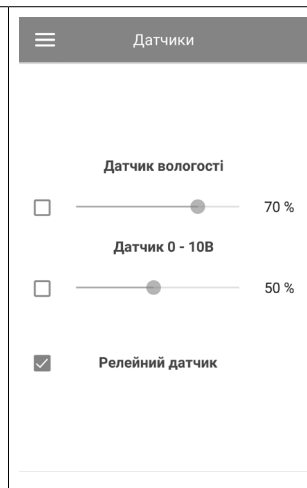 Датчики
Датчик вологості
70 %
Датчик 0 - 10В
50 %
Релейний датчик